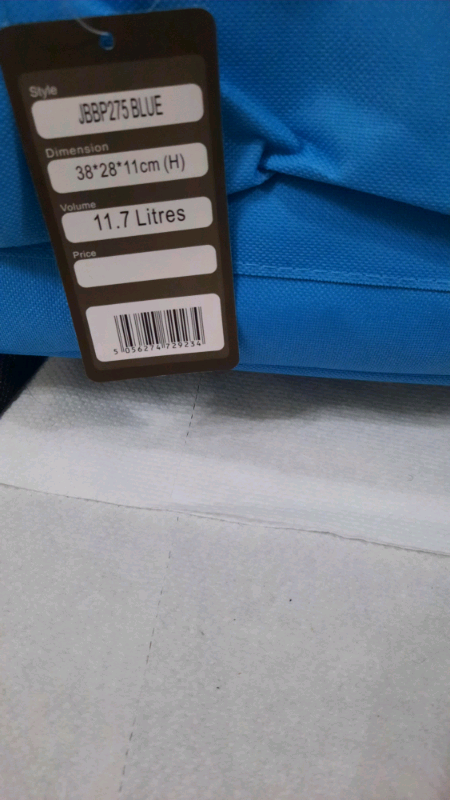 Style
JBBP275 BLUE
Dimension
38*28*11cm (H)
Volume
11.7 Litres
Price
5 056274 729234